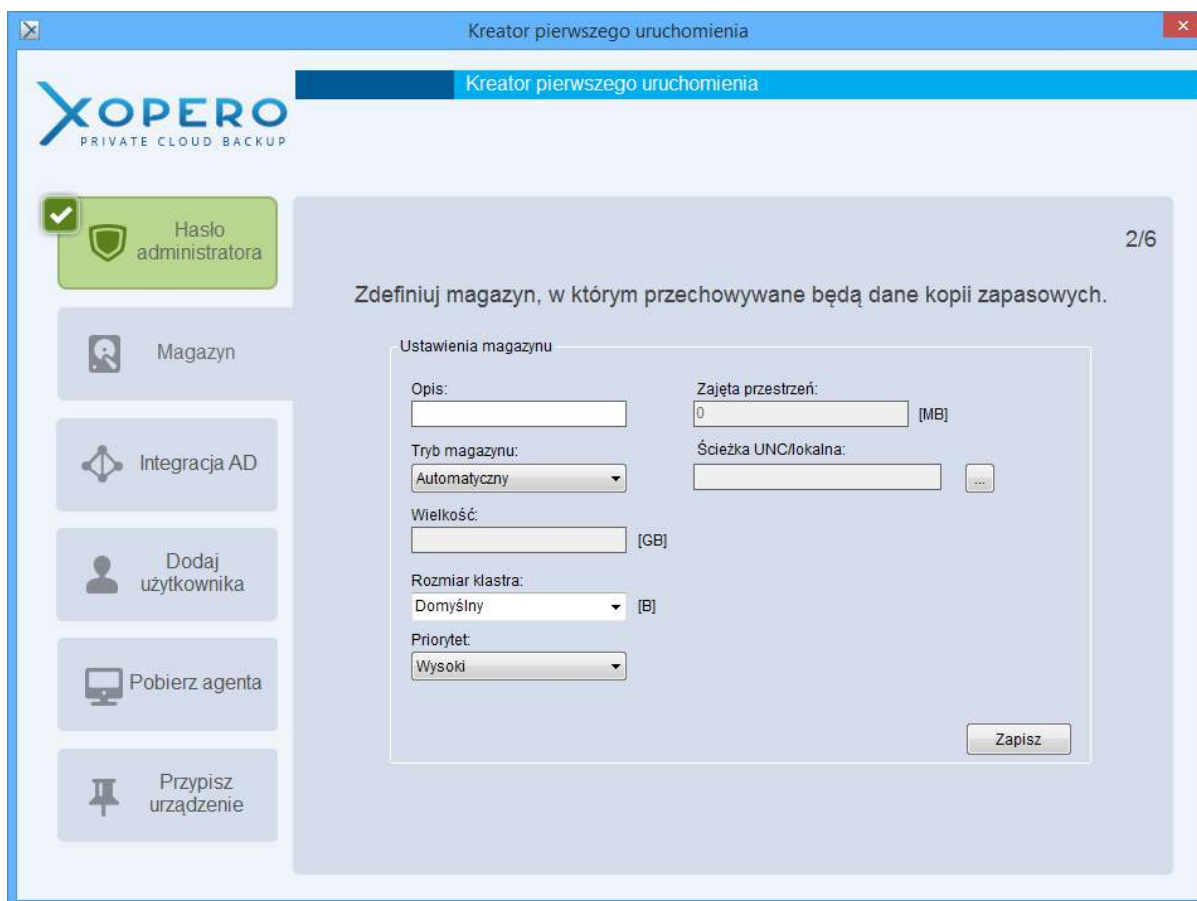 Kreator pierwszego uruchomienia
Kreator pierwszego uruchomienia
XOPERO
PRIVATE CLOUD BACKUP
Hasło
administratora
Magazyn
Integracja AD
Dodaj
użytkownika
Pobierz agenta
Przypisz
urządzenie
2/6
Zdefiniuj magazyn, w którym przechowywane będą dane kopii zapasowych.
Ustawienia magazynu
Opis:
Zajęta przestrzeń:
0 [MB]
Tryb magazynu:
Automatyczny
Ścieżka UNC/lokalna:
...
Wielkość:
[GB]
Rozmiar klastra:
Domyślny [B]
Priorytet:
Wysoki
Zapisz